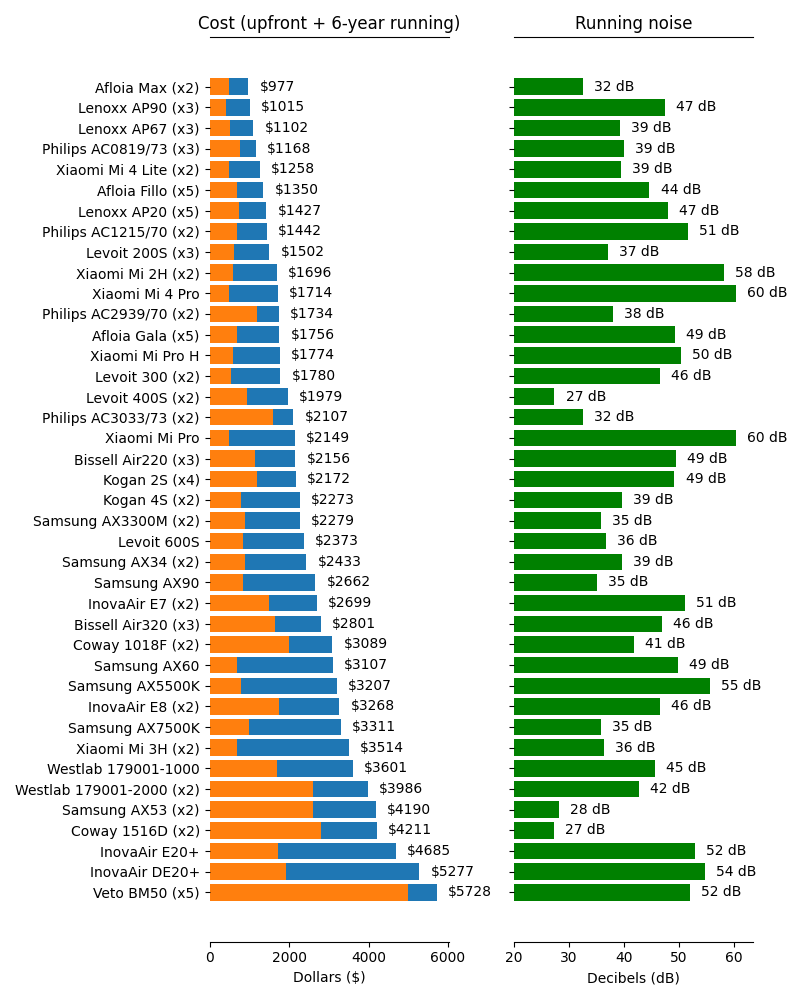 Cost (upfront + 6-year running) Running noise
Afloia Max (x2) $977 32 dB
Lenoxx AP90 (x3) $1015 47 dB
Lenoxx AP67 (x3) $1102 39 dB
Philips AC0819/73 (x3) $1168 39 dB
Xiaomi Mi 4 Lite (x2) $1258 39 dB
Afloia Fillo (x5) $1350 44 dB
Lenoxx AP20 (x5) $1427 47 dB
Philips AC1215/70 (x2) $1442 51 dB
Levoit 200S (x3) $1502 37 dB
Xiaomi Mi 2H (x2) $1696 58 dB
Xiaomi Mi 4 Pro $1714 60 dB
Philips AC2939/70 (x2) $1734 38 dB
Afloia Gala (x5) $1756 49 dB
Xiaomi Mi Pro H $1774 50 dB
Levoit 300 (x2) $1780 46 dB
Levoit 400S (x2) $1979 27 dB
Philips AC3033/73 (x2) $2107 32 dB
Xiaomi Mi Pro $2149 60 dB
Bissell Air220 (x3) $2156 49 dB
Kogan 2S (x4) $2172 49 dB
Kogan 4S (x2) $2273 39 dB
Samsung AX3300M (x2) $2279 35 dB
Levoit 600S $2373 36 dB
Samsung AX34 (x2) $2433 39 dB
Samsung AX90 $2662 35 dB
InovaAir E7 (x2) $2699 51 dB
Bissell Air320 (x3) $2801 46 dB
Coway 1018F (x2) $3089 41 dB
Samsung AX60 $3107 49 dB
Samsung AX5500K $3207 55 dB
InovaAir E8 (x2) $3268 46 dB
Samsung AX7500K $3311 35 dB
Xiaomi Mi 3H (x2) $3514 36 dB
Westlab 179001-1000 $3601 45 dB
Westlab 179001-2000 (x2) $3986 42 dB
Samsung AX53 (x2) $4190 28 dB
Coway 1516D (x2) $4211 27 dB
InovaAir E20+ $4685 52 dB
InovaAir DE20+ $5277 54 dB
Veto BM50 (x5) $5728 52 dB
0 2000 4000 6000 20 30 40 50 60
Dollars ($) Decibels (dB)